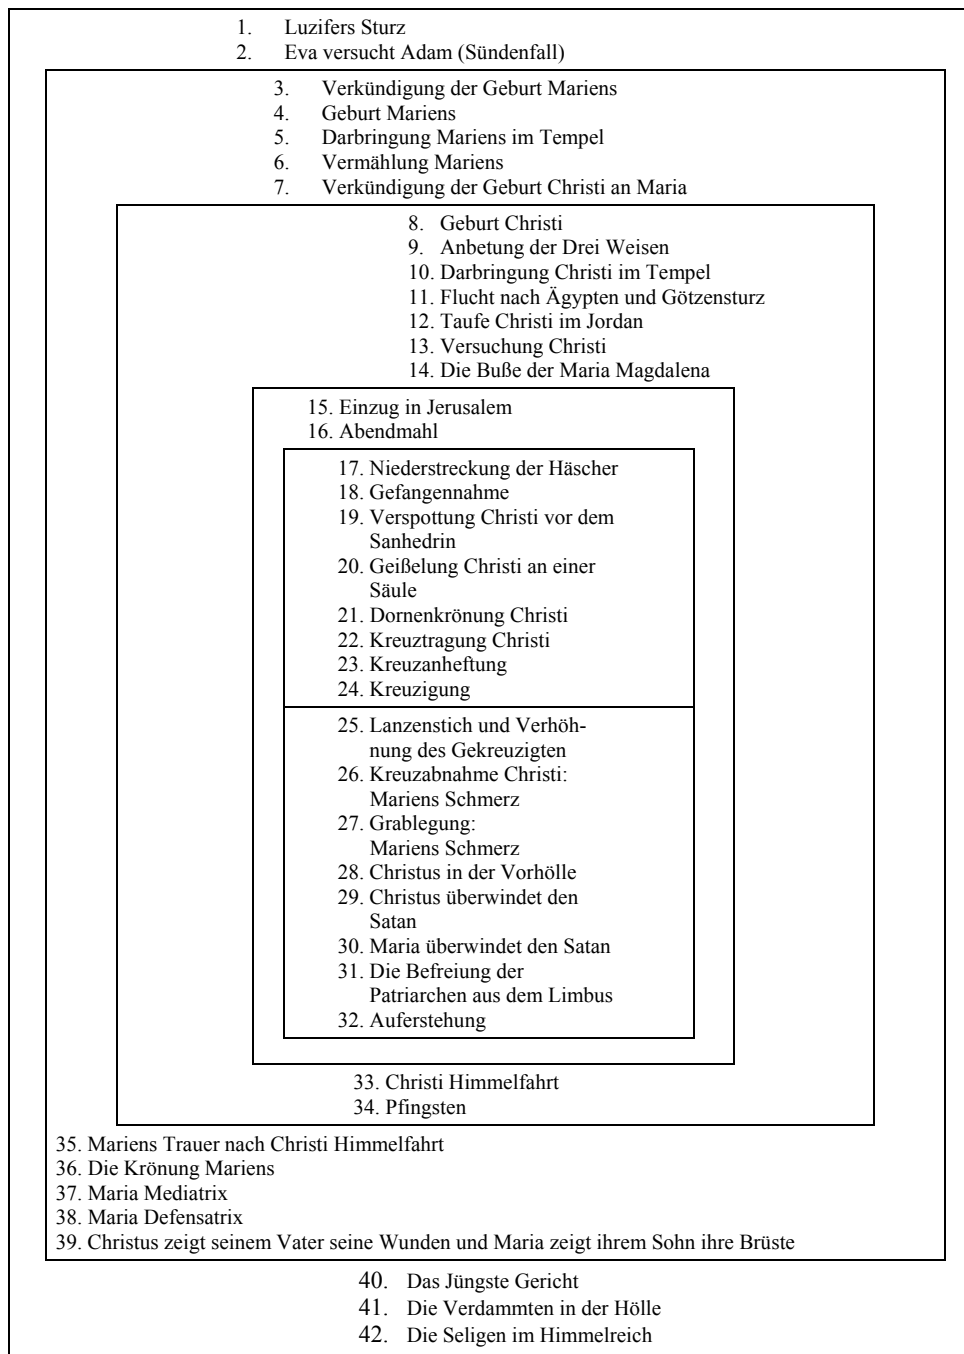 1. Luzifers Sturz
2. Eva versucht Adam (Sündenfall)
3. Verkündigung der Geburt Mariens
4. Geburt Mariens
5. Darbringung Mariens im Tempel
6. Vermählung Mariens
7. Verkündigung der Geburt Christi an Maria
8. Geburt Christi
9. Anbetung der Drei Weisen
10. Darbringung Christi im Tempel
11. Flucht nach Ägypten und Götzensturz
12. Taufe Christi im Jordan
13. Versuchung Christi
14. Die Buße der Maria Magdalena
15. Einzug in Jerusalem
16. Abendmahl
17. Niederstreckung der Häscher
18. Gefangennahme
19. Verspottung Christi vor dem
Sanhedrin
20. Geißelung Christi an einer
Säule
21. Dornenkrönung Christi
22. Kreuztragung Christi
23. Kreuzanheftung
24. Kreuzigung
25. Lanzenstich und Verhöh-
nung des Gekreuzigten
26. Kreuzabnahme Christi:
Mariens Schmerz
27. Grablegung:
Mariens Schmerz
28. Christus in der Vorhölle
29. Christus überwindet den
Satan
30. Maria überwindet den Satan
31. Die Befreiung der
Patriarchen aus dem Limbus
32. Auferstehung
33. Christi Himmelfahrt
34. Pfingsten
35. Mariens Trauer nach Christi Himmelfahrt
36. Die Krönung Mariens
37. Maria Mediatrix
38. Maria Defensatrix
39. Christus zeigt seinem Vater seine Wunden und Maria zeigt ihrem Sohn ihre Brüste
40. Das Jüngste Gericht
41. Die Verdammten in der Hölle
42. Die Seligen im Himmelreich